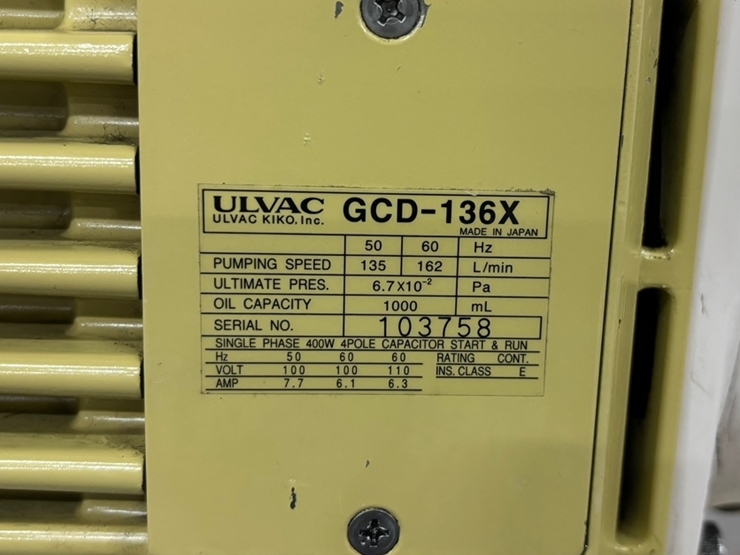 ULVAC GCD-136X
ULVAC KIKO. Inc. MADE IN JAPAN
50 60 Hz
PUMPING SPEED 135 162 L/min
ULTIMATE PRES. 6.7X10⁻² Pa
OIL CAPACITY 1000 mL
SERIAL NO. 103758
SINGLE PHASE 400W 4POLE CAPACITOR START & RUN
Hz 50 60 60 RATING CONT.
VOLT 100 100 110 INS. CLASS E
AMP 7.7 6.1 6.3